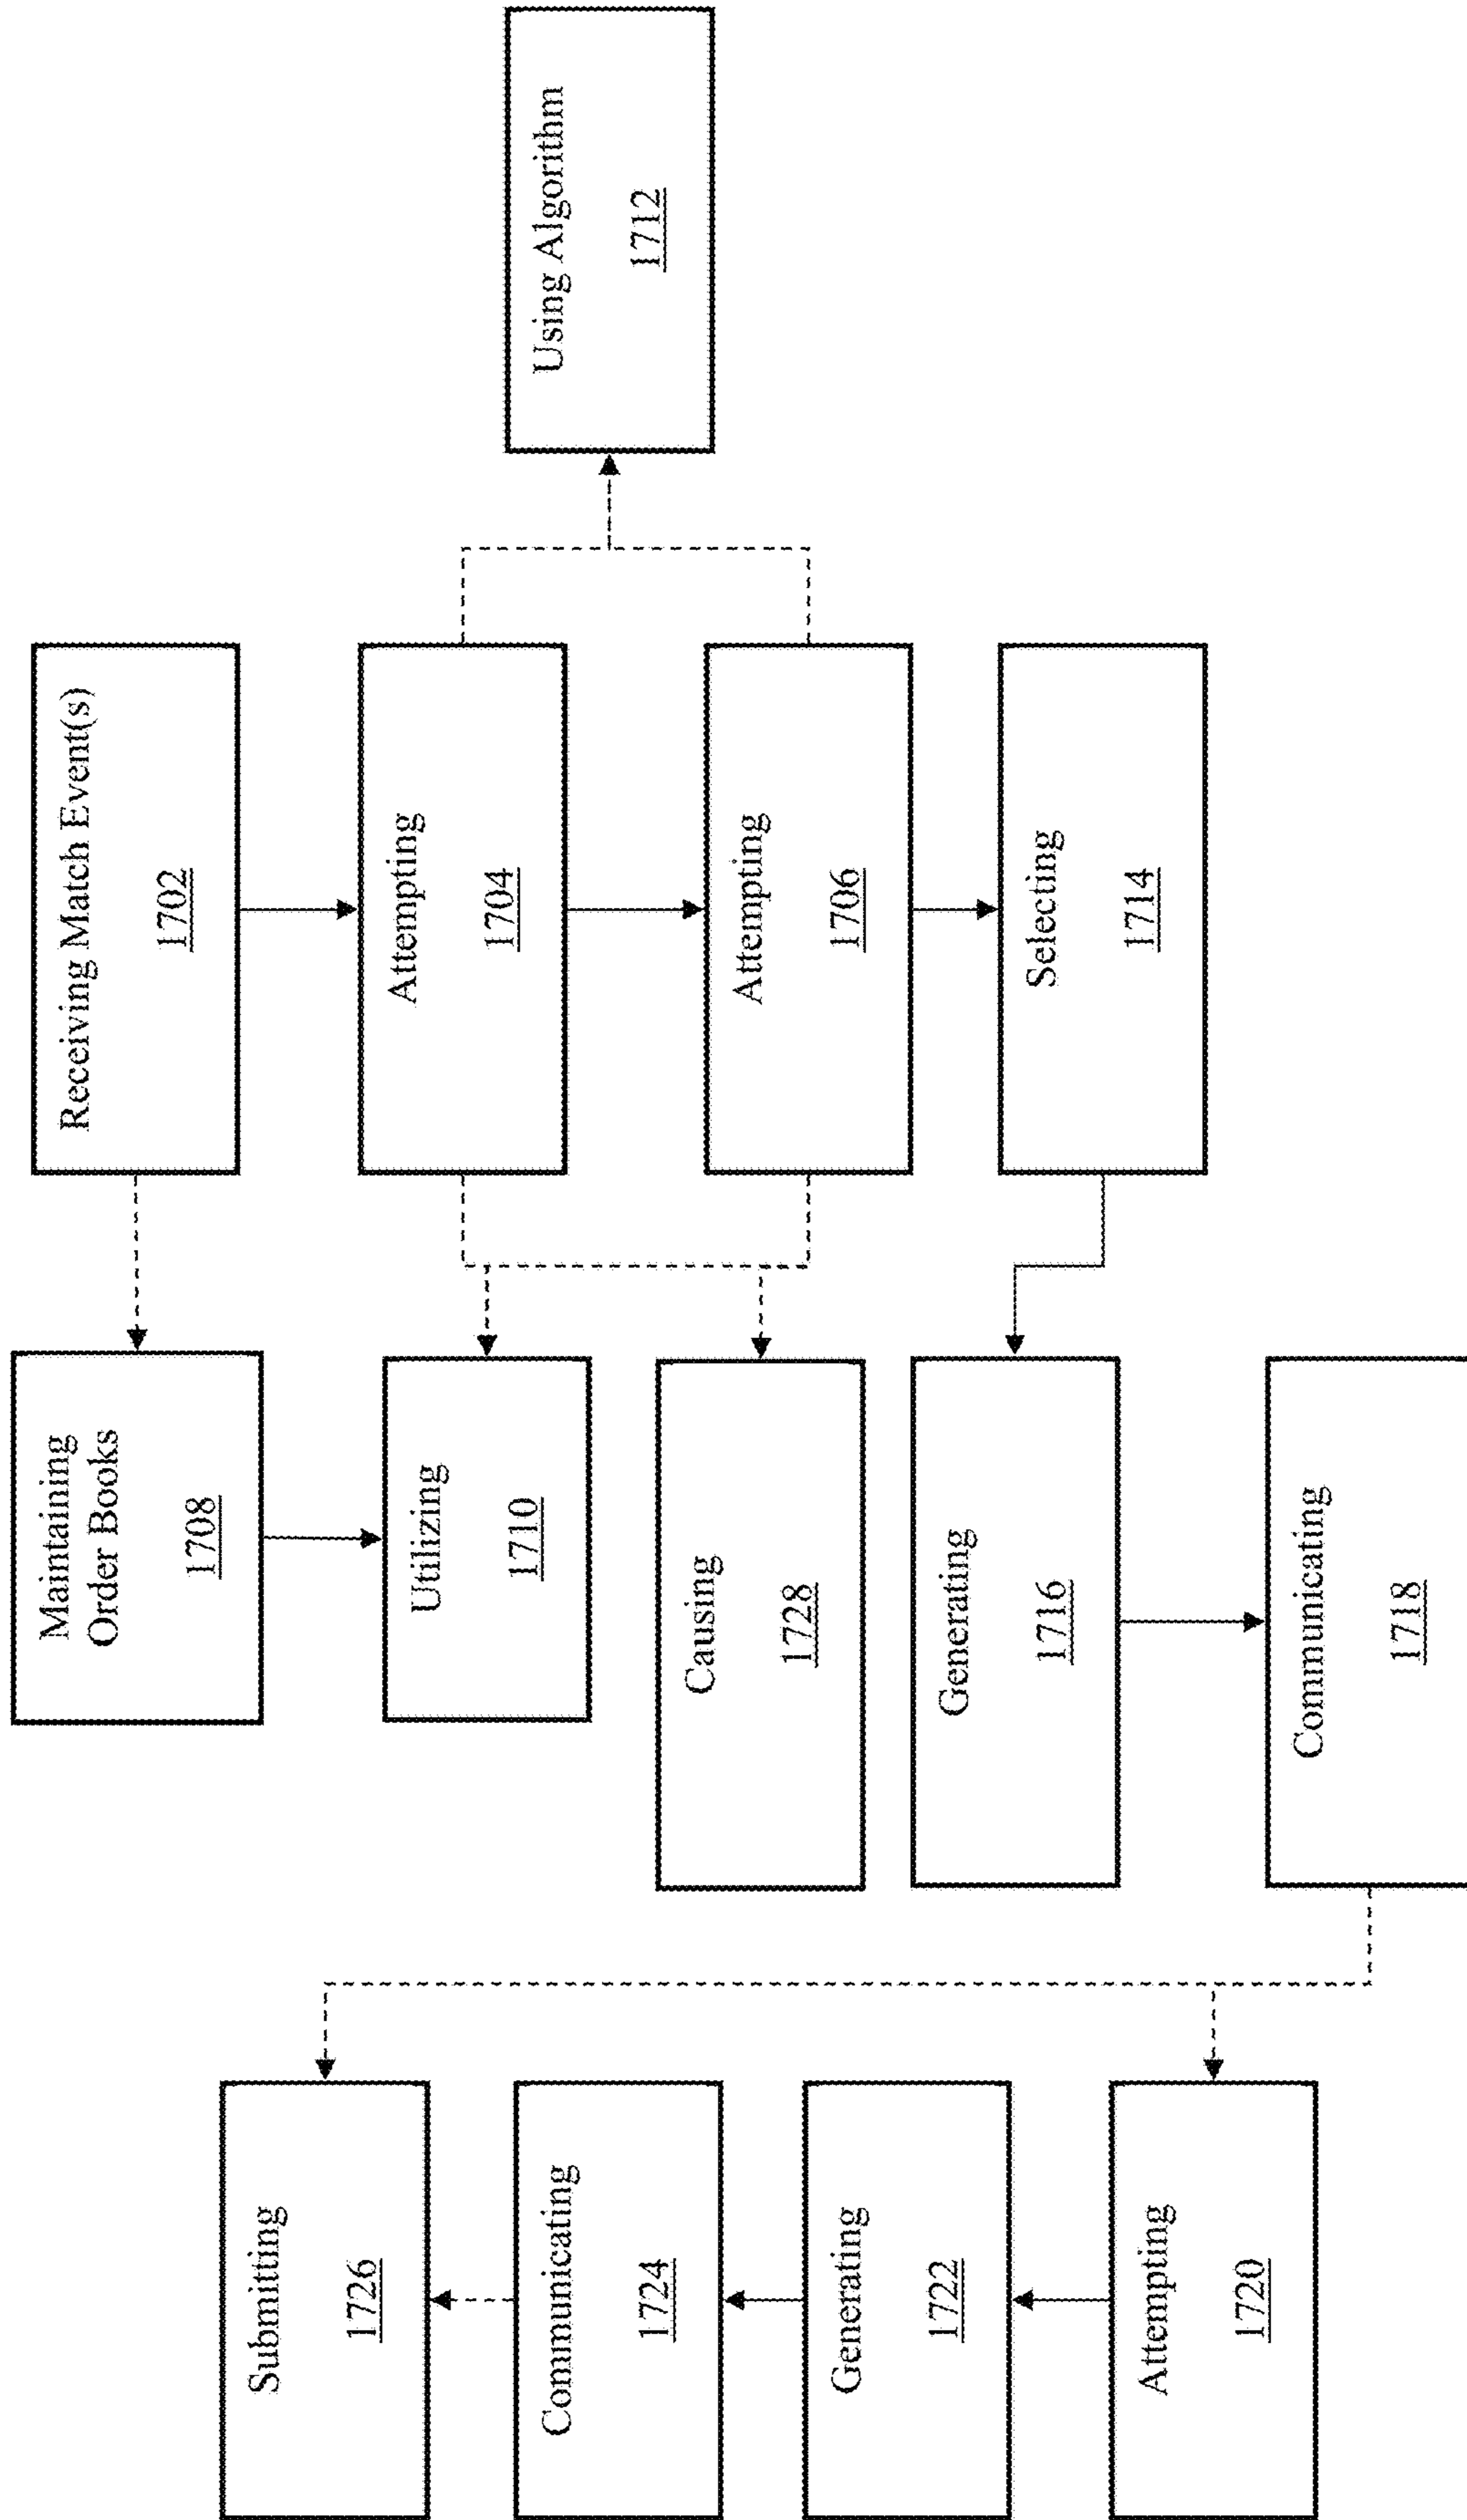 Submitting
1726
Communicating
1724
Generating
1722
Attempting
1720
Maintaining
Order Books
1708
Utilizing
1710
Causing
1728
Generating
1716
Communicating
1718
Receiving Match Event(s)
1702
Attempting
1704
Attempting
1706
Selecting
1714
Using Algorithm
1712